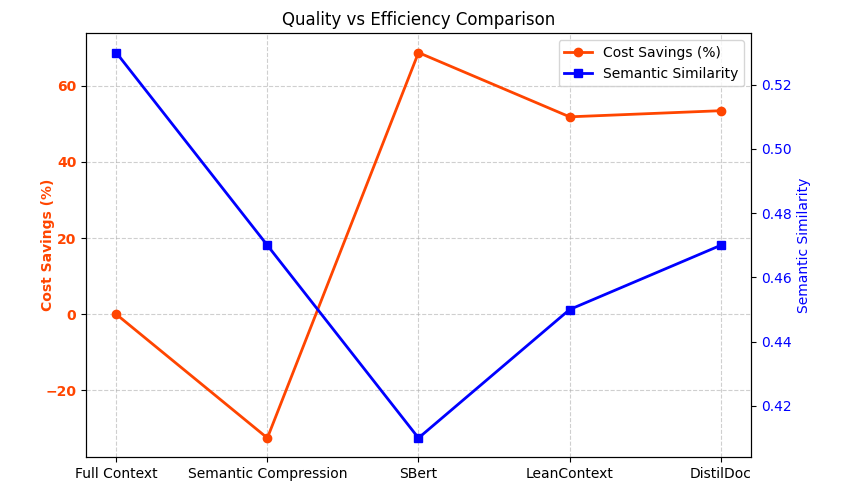 Quality vs Efficiency Comparison
Cost Savings (%)
Semantic Similarity
60
40
20
0
−20
Cost Savings (%)
0.52
0.50
0.48
0.46
0.44
0.42
Semantic Similarity
Full Context
Semantic Compression
SBert
LeanContext
DistilDoc